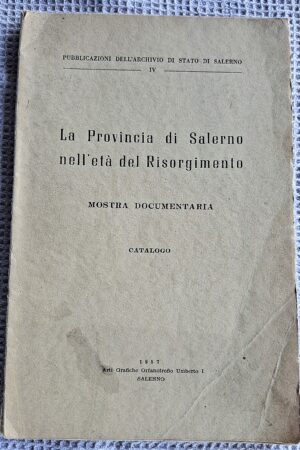 PUBBLICAZIONI DELL'ARCHIVIO DI STATO DI SALERNO
IV
La Provincia di Salerno
nell'età del Risorgimento
MOSTRA DOCUMENTARIA
CATALOGO
1957
Arti Grafiche Orfanotrofio Umberto I
SALERNO